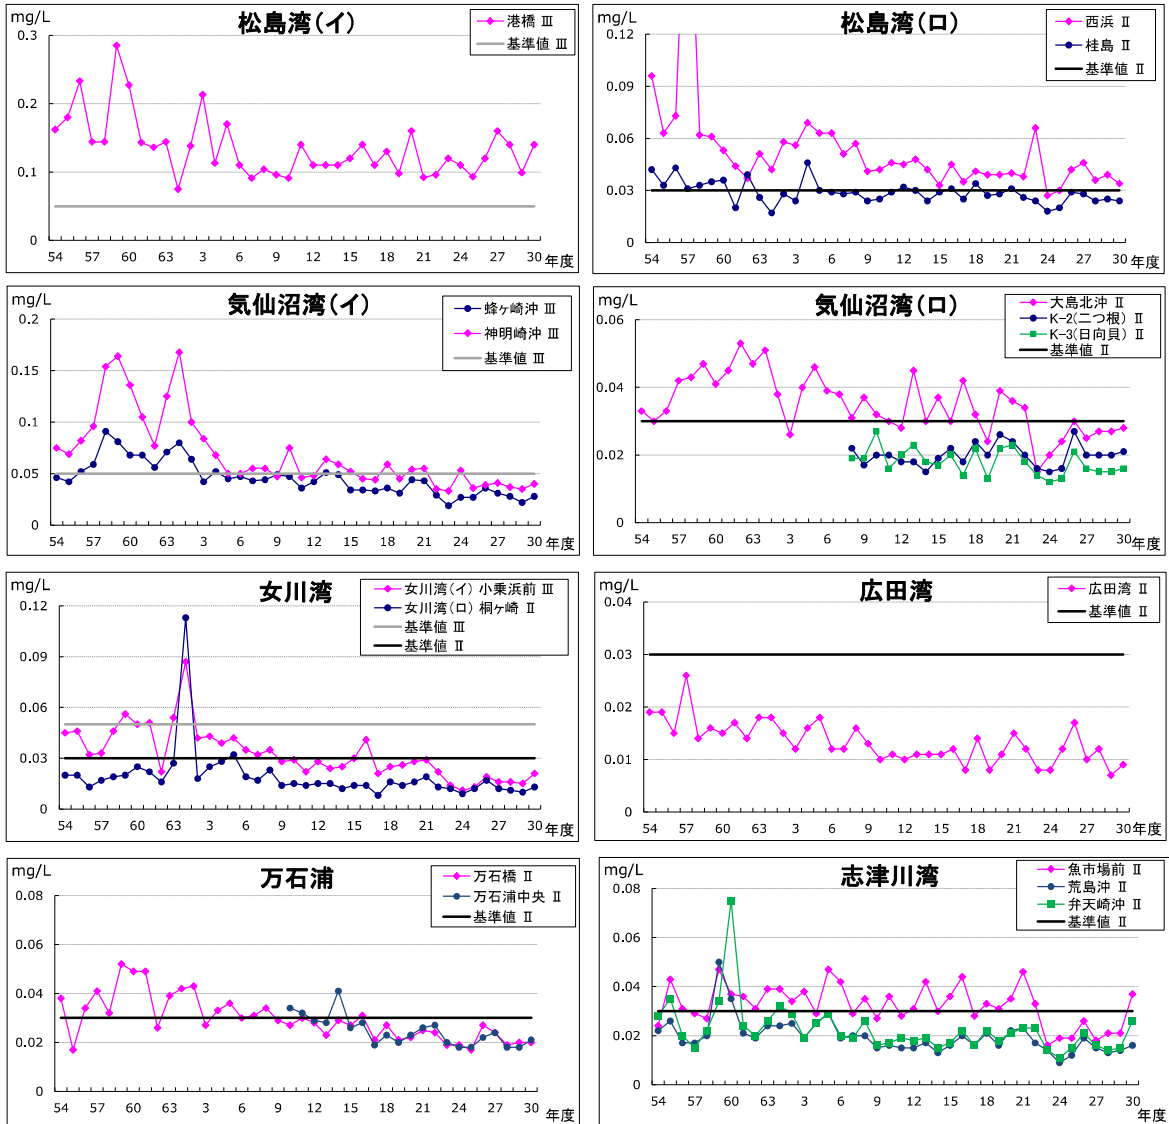 mg/L
松島湾(イ)
港橋 Ⅲ
基準値 Ⅲ
0.3
0.2
0.1
0
54 57 60 63 3 6 9 12 15 18 21 24 27 30 年度
mg/L
松島湾(ロ)
西浜 Ⅱ
桂島 Ⅱ
基準値 Ⅱ
0.12
0.09
0.06
0.03
0
54 57 60 63 3 6 9 12 15 18 21 24 27 30 年度
mg/L
気仙沼湾(イ)
蜂ヶ崎沖 Ⅲ
神明崎沖 Ⅲ
基準値 Ⅲ
0.2
0.15
0.1
0.05
0
54 57 60 63 3 6 9 12 15 18 21 24 27 30 年度
mg/L
気仙沼湾(ロ)
大島北沖 Ⅱ
K-2(二つ根) Ⅱ
K-3(日向貝) Ⅱ
基準値 Ⅱ
0.06
0.04
0.02
0
54 57 60 63 3 6 9 12 15 18 21 24 27 30 年度
mg/L
女川湾
女川湾(イ) 小乗浜前 Ⅲ
女川湾(ロ) 桐ヶ崎 Ⅱ
基準値 Ⅲ
基準値 Ⅱ
0.12
0.09
0.06
0.03
0
54 57 60 63 3 6 9 12 15 18 21 24 27 30 年度
mg/L
広田湾
広田湾 Ⅱ
基準値 Ⅱ
0.04
0.03
0.02
0.01
0
54 57 60 63 3 6 9 12 15 18 21 24 27 30 年度
mg/L
万石浦
万石橋 Ⅱ
万石浦中央 Ⅱ
基準値 Ⅱ
0.08
0.06
0.04
0.02
0
54 57 60 63 3 6 9 12 15 18 21 24 27 30 年度
mg/L
志津川湾
魚市場前 Ⅱ
荒島沖 Ⅱ
弁天崎沖 Ⅱ
基準値 Ⅱ
0.08
0.06
0.04
0.02
0
54 57 60 63 3 6 9 12 15 18 21 24 27 30 年度